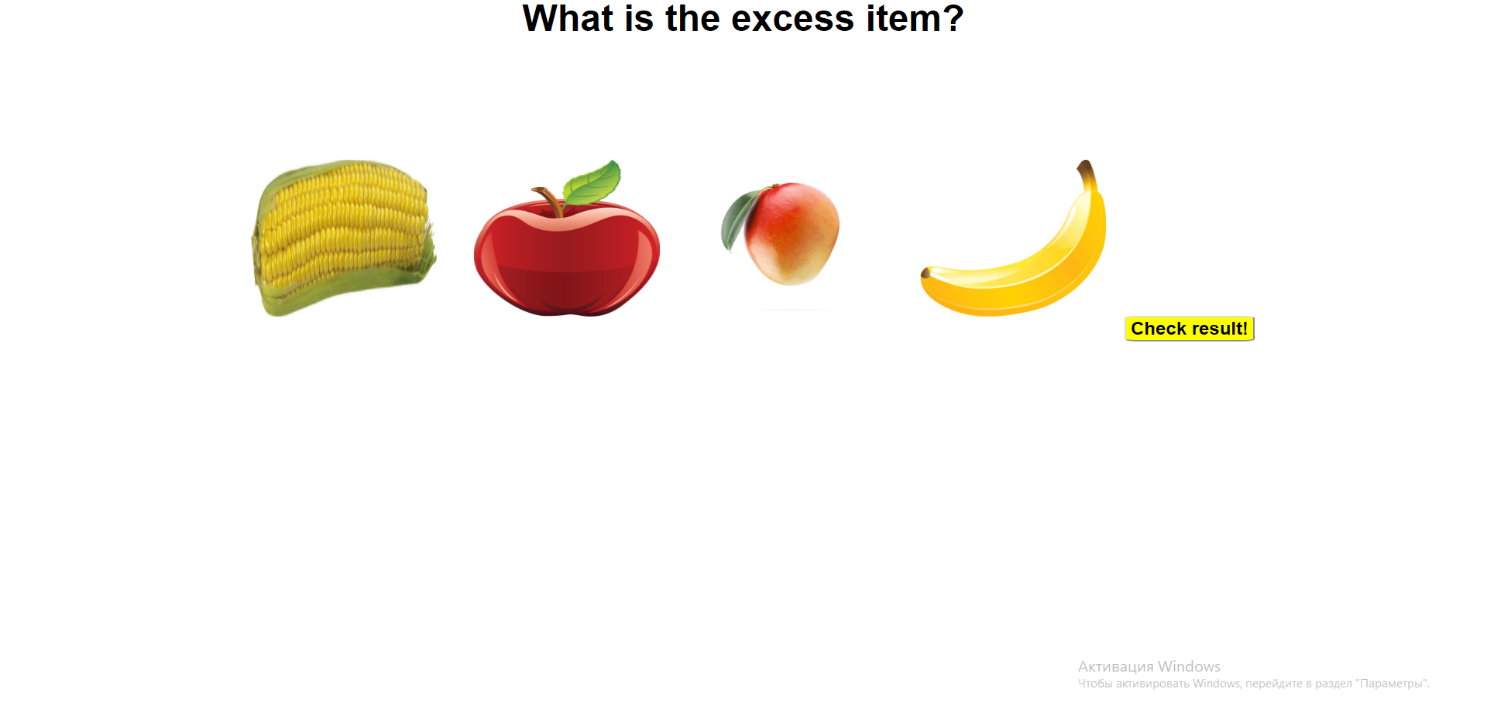 What is the excess item?
Check result!
Активация Windows
Чтобы активировать Windows, перейдите в раздел "Параметры".